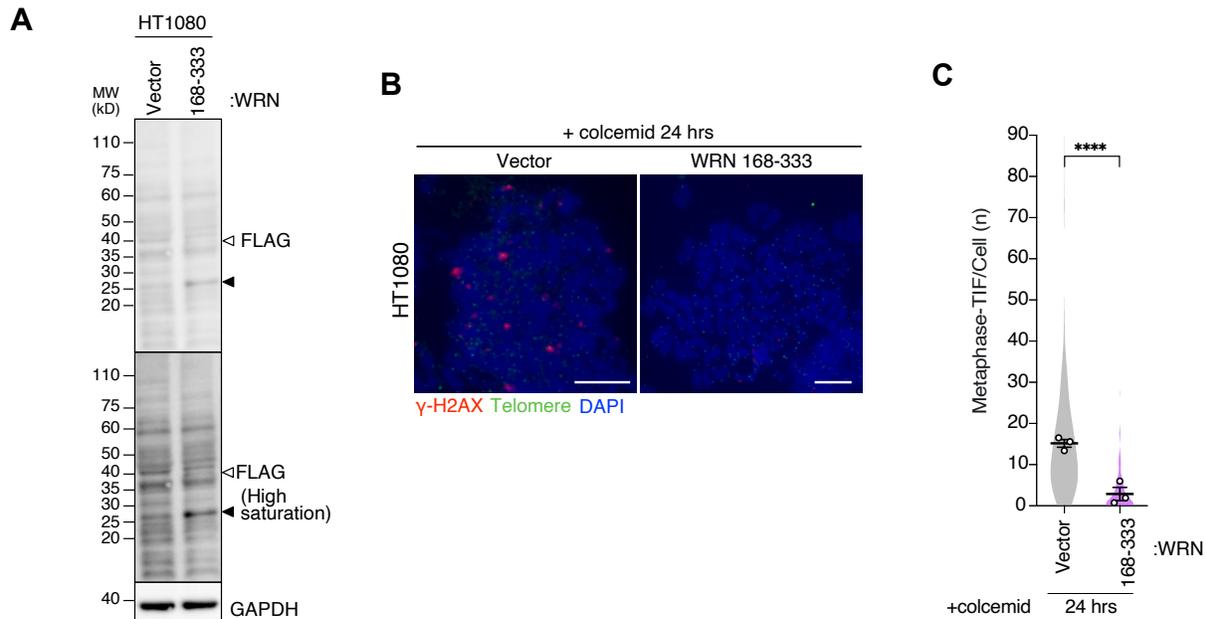 A
HT1080
MW
(kD)
Vector
168-333
:WRN
110
75
60
50
40
35
30
25
20
FLAG
110
75
60
50
40
35
30
25
20
FLAG
(High
saturation)
40
GAPDH
B
+ colcemid 24 hrs
Vector
WRN 168-333
HT1080
γ-H2AX Telomere DAPI
C
Metaphase-TIF/Cell (n)
90
80
70
60
50
40
30
20
10
0
****
Vector
168-333
:WRN
+colcemid
24 hrs